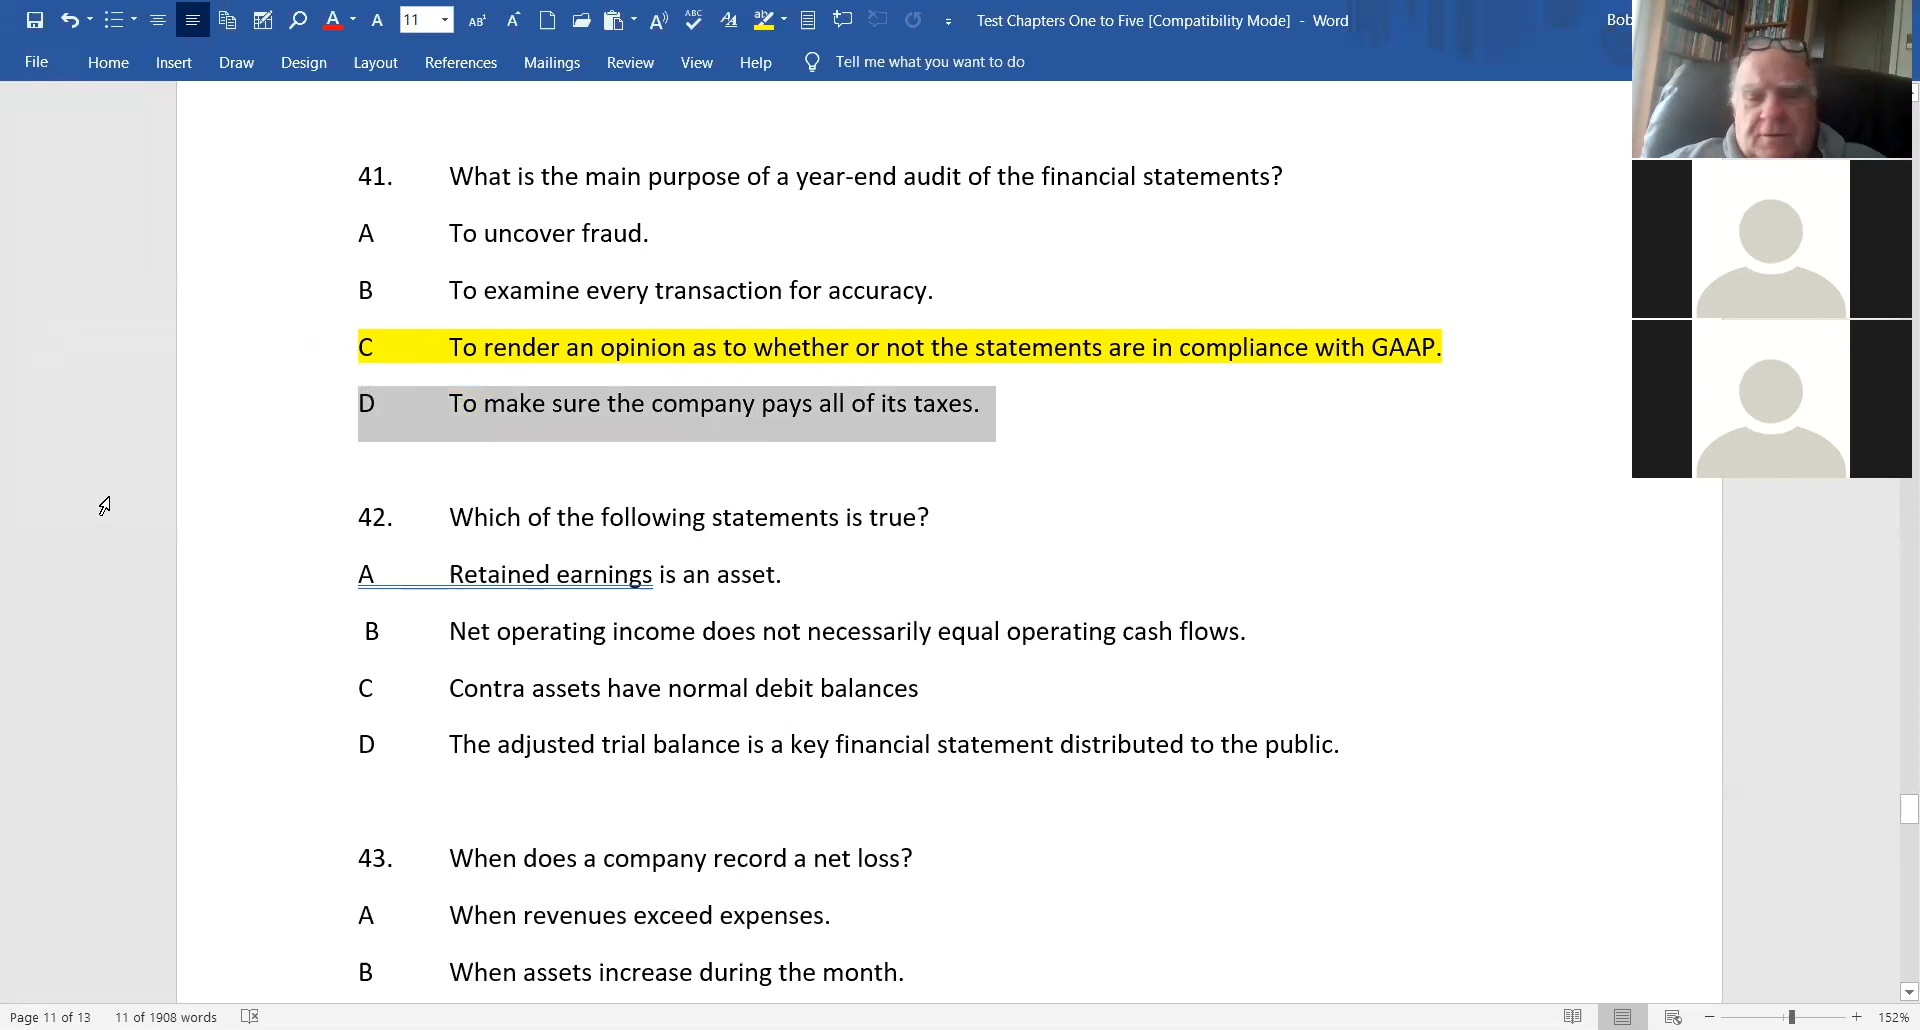 11
Test Chapters One to Five [Compatibility Mode] - Word
Bob
File Home Insert Draw Design Layout References Mailings Review View Help Tell me what you want to do
41. What is the main purpose of a year-end audit of the financial statements?
A To uncover fraud.
B To examine every transaction for accuracy.
C To render an opinion as to whether or not the statements are in compliance with GAAP.
D To make sure the company pays all of its taxes.
42. Which of the following statements is true?
A Retained earnings is an asset.
B Net operating income does not necessarily equal operating cash flows.
C Contra assets have normal debit balances
D The adjusted trial balance is a key financial statement distributed to the public.
43. When does a company record a net loss?
A When revenues exceed expenses.
B When assets increase during the month.
Page 11 of 13 11 of 1908 words 152%